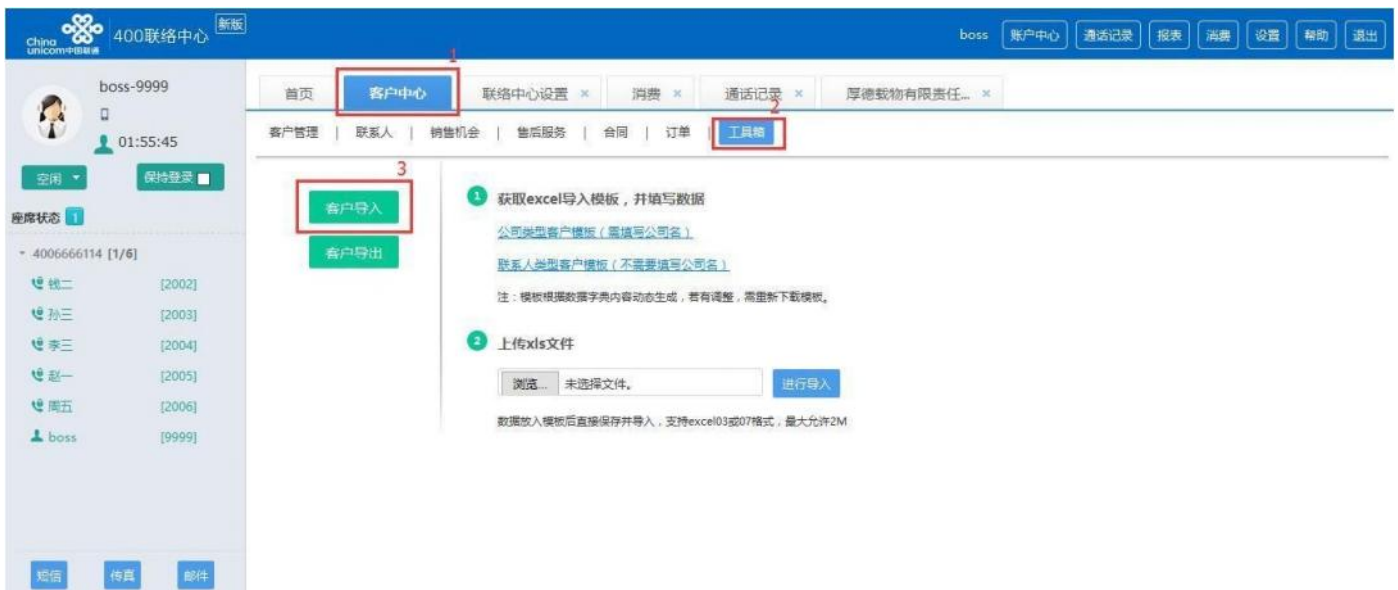 China unicom中国联通 400联络中心 新版 boss 账户中心 通话记录 报表 消费 设置 帮助 退出
1
boss-9999
01:55:45
空闲 保持登录
座席状态 1
4006666114 [1/6]
钱二 [2002]
孙三 [2003]
李三 [2004]
赵一 [2005]
周五 [2006]
boss [9999]
短信 传真 邮件
首页 客户中心 联络中心设置 × 消费 × 通话记录 × 厚德载物有限责任... ×
2
客户管理 | 联系人 | 销售机会 | 售后服务 | 合同 | 订单 | 工具箱
3
客户导入
客户导出
1 获取excel导入模板，并填写数据
公司类型客户模板（需填写公司名）
联系人类型客户模板（不需要填写公司名）
注：模板根据数据字典内容动态生成，若有调整，需重新下载模板。
2 上传xls文件
浏览... 未选择文件。 进行导入
数据放入模板后直接保存并导入，支持excel03或07格式，最大允许2M